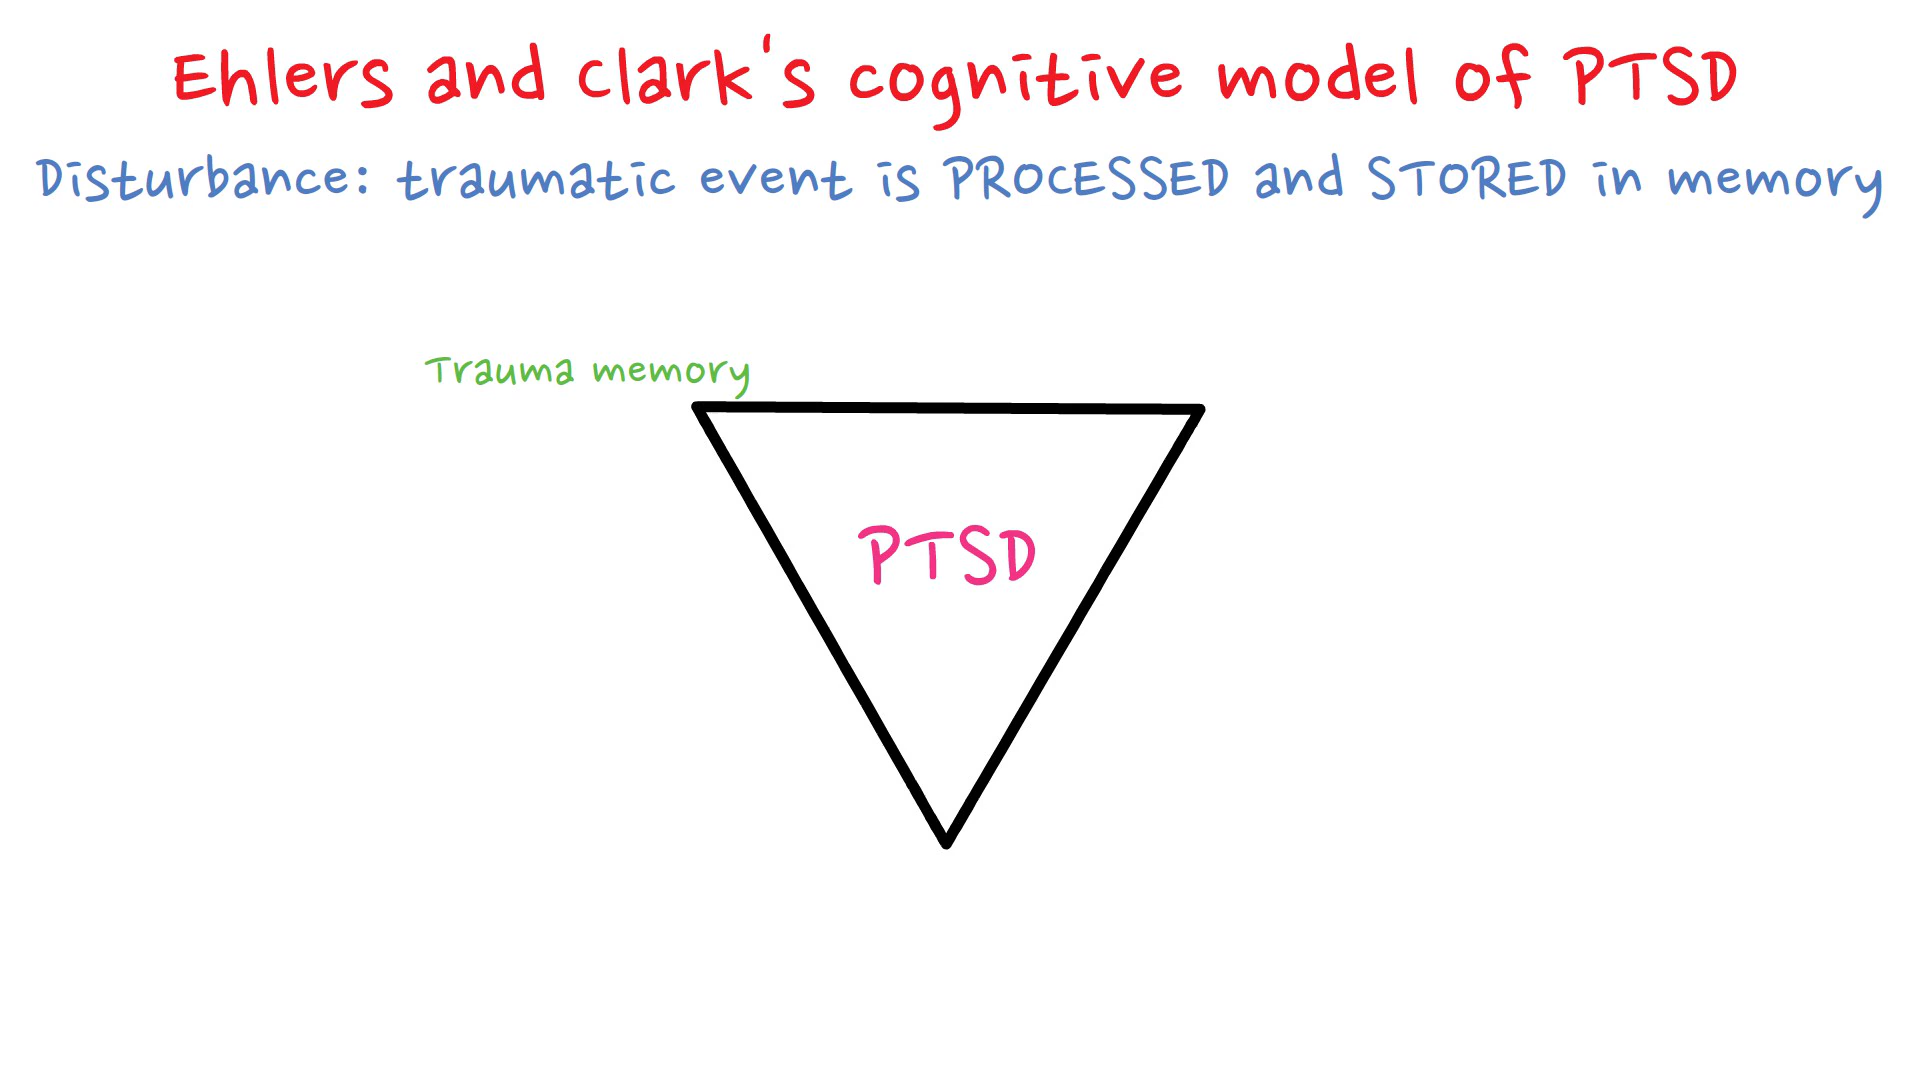 Ehlers and Clark's cognitive model of PTSD
Disturbance: traumatic event is PROCESSED and STORED in memory
Trauma memory
PTSD